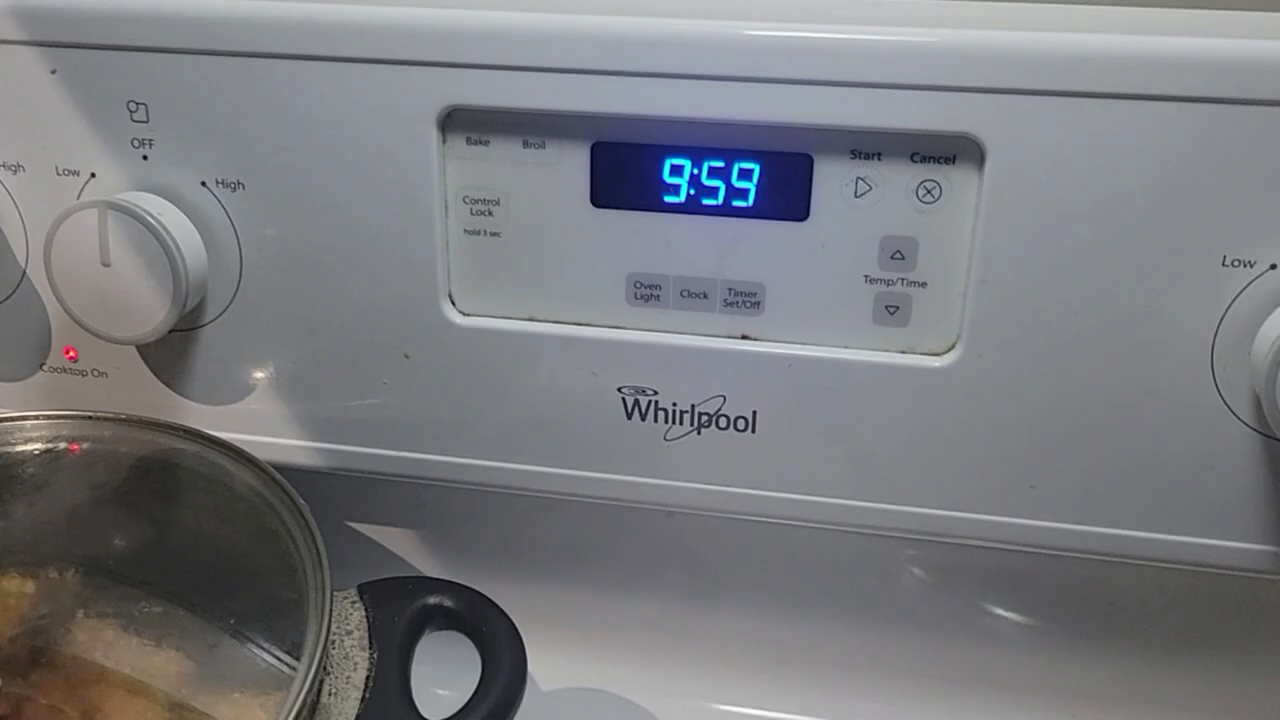 OFF
High
Low
High
Cooktop On
Bake
Broil
Control
Lock
hold 3 sec
9:59
Start
Cancel
Oven
Light
Clock
Timer
Set/Off
Temp/Time
Low
Whirlpool